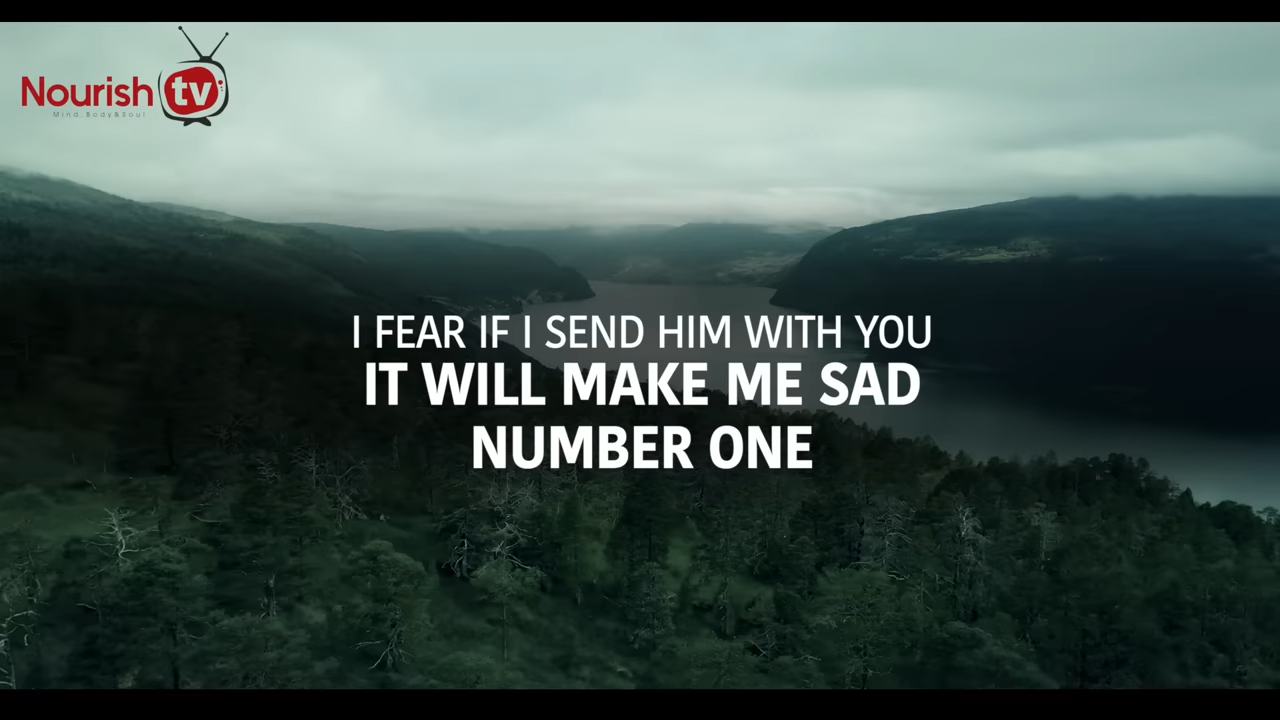 Nourish tv
Mind, Body & Soul
I FEAR IF I SEND HIM WITH YOU
IT WILL MAKE ME SAD
NUMBER ONE